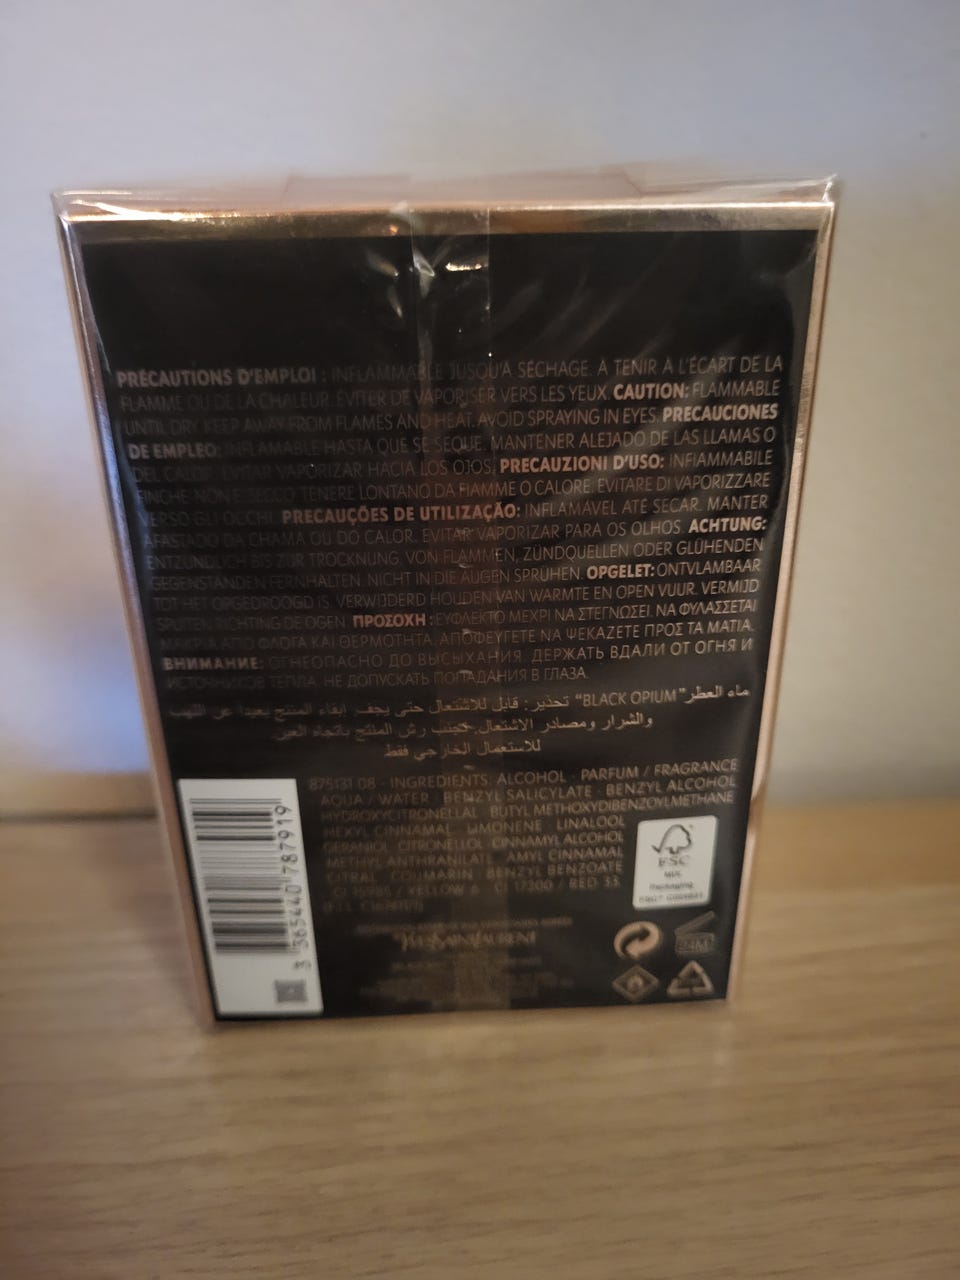 PRÉCAUTIONS D'EMPLOI : INFLAMMABLE JUSQU'À SÉCHAGE. À TENIR À L'ÉCART DE LA
FLAMME OU DE LA CHALEUR. ÉVITER DE VAPORISER VERS LES YEUX. CAUTION: FLAMMABLE
UNTIL DRY. KEEP AWAY FROM FLAMES AND HEAT. AVOID SPRAYING IN EYES. PRECAUCIONES
DE EMPLEO: INFLAMABLE HASTA QUE SE SEQUE. MANTENER ALEJADO DE LAS LLAMAS O
DEL CALOR. EVITAR VAPORIZAR HACIA LOS OJOS. PRECAUZIONI D'USO: INFIAMMABILE
FINCHÉ NON È SECCO. TENERE LONTANO DA FIAMME O CALORE. EVITARE DI VAPORIZZARE
VERSO GLI OCCHI. PRECAUÇÕES DE UTILIZAÇÃO: INFLAMÁVEL ATÉ SECAR. MANTER
AFASTADO DA CHAMA OU DO CALOR. EVITAR VAPORIZAR PARA OS OLHOS. ACHTUNG:
ENTZÜNDLICH BIS ZUR TROCKNUNG. VON FLAMMEN, ZÜNDQUELLEN ODER GLÜHENDEN
GEGENSTÄNDEN FERNHALTEN. NICHT IN DIE AUGEN SPRÜHEN. OPGELET: ONTVLAMBAAR
TOT HET OPGEDROOGD IS. VERWIJDERD HOUDEN VAN WARMTE EN OPEN VUUR. VERMIJD
SPUITEN RICHTING DE OGEN. ΠΡΟΣΟΧΗ : ΕΥΦΛΕΚΤΟ ΜΕΧΡΙ ΝΑ ΣΤΕΓΝΩΣΕΙ. ΝΑ ΦΥΛΑΣΣΕΤΑΙ
ΜΑΚΡΙΑ ΑΠΟ ΦΛΟΓΑ ΚΑΙ ΘΕΡΜΟΤΗΤΑ. ΑΠΟΦΕΥΓΕΤΕ ΝΑ ΨΕΚΑΖΕΤΕ ΠΡΟΣ ΤΑ ΜΑΤΙΑ.
ВНИМАНИЕ: ОГНЕОПАСНО ДО ВЫСЫХАНИЯ. ДЕРЖАТЬ ВДАЛИ ОТ ОГНЯ И
ИСТОЧНИКОВ ТЕПЛА. НЕ ДОПУСКАТЬ ПОПАДАНИЯ В ГЛАЗА.
ماء العطر "BLACK OPIUM" تحذير: قابل للاشتعال حتى يجف. إبقاء المنتج بعيداً عن اللهب
والشرار ومصادر الاشتعال. تجنب رش المنتج باتجاه العين.
للاستعمال الخارجي فقط
875131 08 - INGREDIENTS: ALCOHOL · PARFUM / FRAGRANCE
AQUA / WATER · BENZYL SALICYLATE · BENZYL ALCOHOL
HYDROXYCITRONELLAL · BUTYL METHOXYDIBENZOYLMETHANE
HEXYL CINNAMAL · LIMONENE · LINALOOL
GERANIOL · CITRONELLOL · CINNAMYL ALCOHOL
METHYL ANTHRANILATE · AMYL CINNAMAL
CITRAL · COUMARIN · BENZYL BENZOATE
CI 15985 / YELLOW 6 · CI 17200 / RED 33
YVES SAINT LAURENT
3 365440 787919
FSC
MIX
Packaging
24M